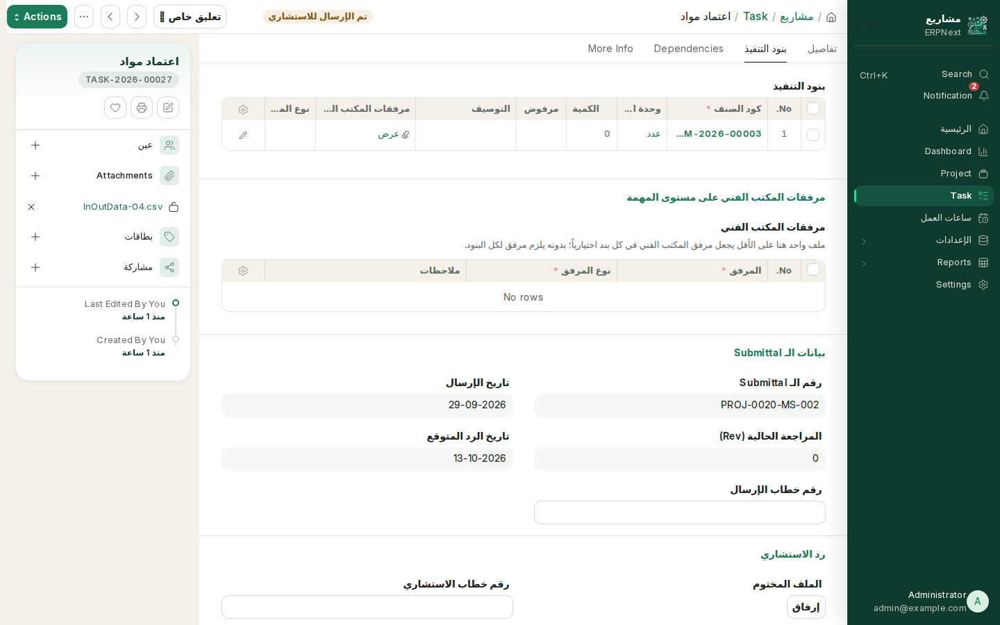 مشاريع
ERPNext
Search Ctrl+K
Notification 2
الرئيسية
Dashboard
Project
Task
ساعات العمل
الإعدادات
Reports
Settings
Administrator
admin@example.com
A
مشاريع / Task / اعتماد مواد
تم الإرسال للاستشاري
تعليق خاص
Actions
تفاصيل
بنود التنفيذ
Dependencies
More Info
بنود التنفيذ
No. كود الصنف * وحدة ا... الكمية مرفوض التوصيف مرفقات المكتب الـ... نوع المـ...
1 M-2026-00003... عدد 0 عرض
مرفقات المكتب الفني على مستوى المهمة
مرفقات المكتب الفني
ملف واحد هنا على الأقل يجعل مرفق المكتب الفني في كل بند اختيارياً؛ بدونه يلزم مرفق لكل البنود.
No. المرفق * نوع المرفق * ملاحظات
No rows
بيانات الـ Submittal
رقم الـ Submittal
PROJ-0020-MS-002
تاريخ الإرسال
29-09-2026
المراجعة الحالية (Rev)
0
تاريخ الرد المتوقع
13-10-2026
رقم خطاب الإرسال
رد الاستشاري
الملف المختوم
إرفاق
رقم خطاب الاستشاري
اعتماد مواد
TASK-2026-00027
عين
Attachments
InOutData-04.csv
بطاقات
مشاركة
Last Edited By You
منذ 1 ساعة
Created By You
منذ 1 ساعة